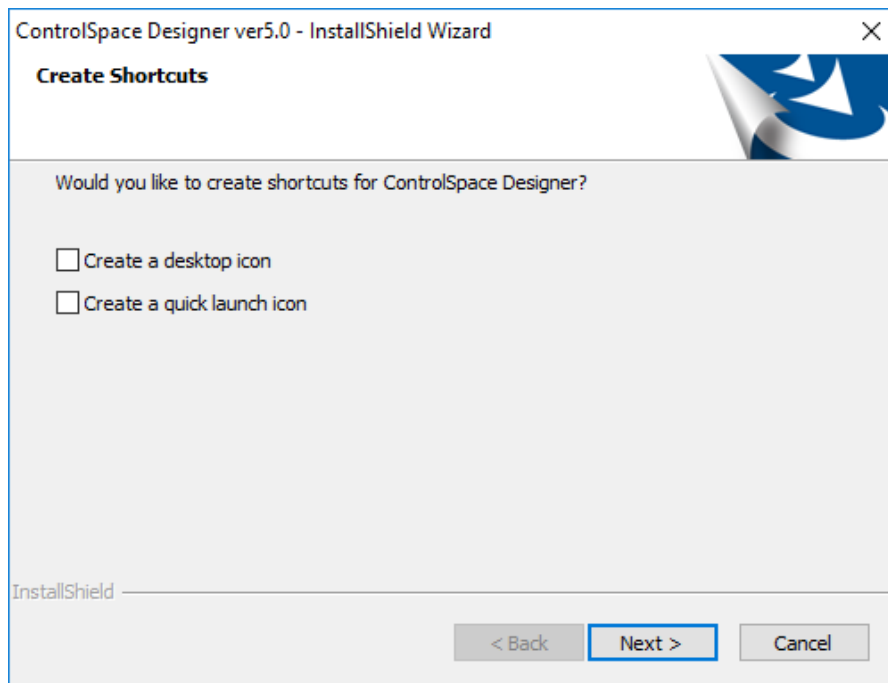 ControlSpace Designer ver5.0 - InstallShield Wizard
Create Shortcuts
Would you like to create shortcuts for ControlSpace Designer?
Create a desktop icon
Create a quick launch icon
InstallShield
< Back Next > Cancel